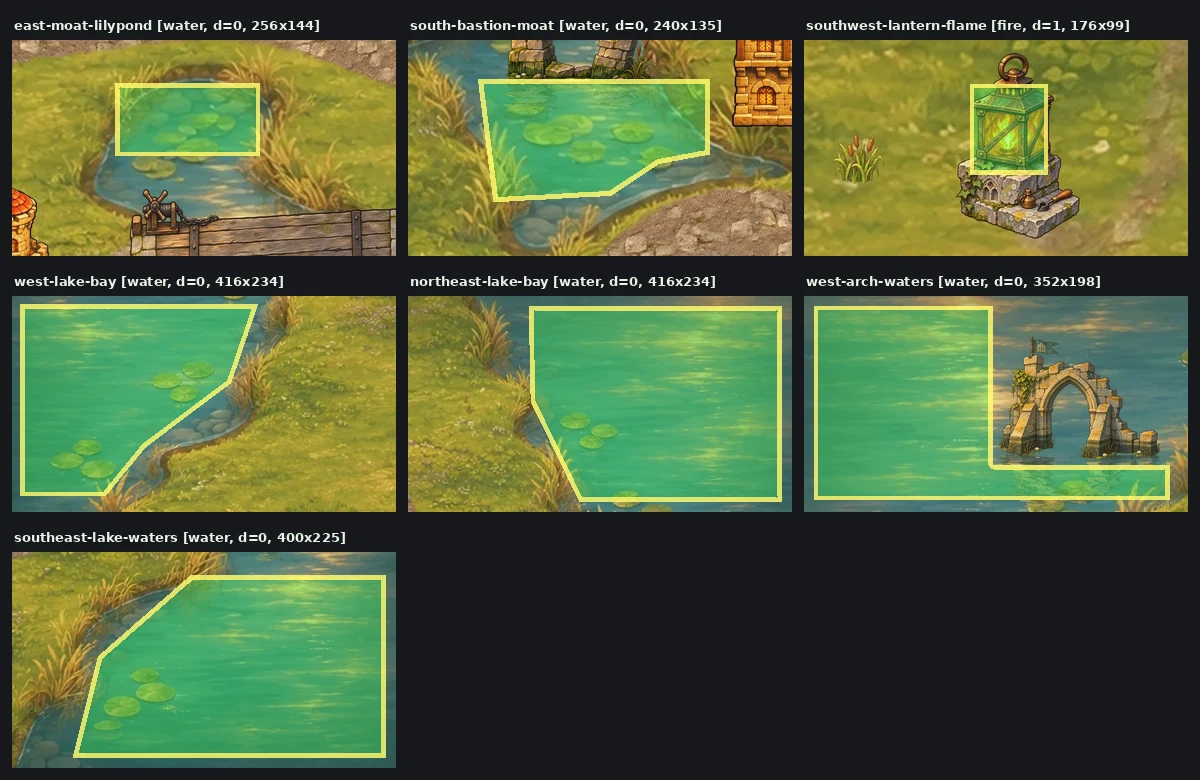 east-moat-lilypond [water, d=0, 256x144]
south-bastion-moat [water, d=0, 240x135]
southwest-lantern-flame [fire, d=1, 176x99]
west-lake-bay [water, d=0, 416x234]
northeast-lake-bay [water, d=0, 416x234]
west-arch-waters [water, d=0, 352x198]
southeast-lake-waters [water, d=0, 400x225]